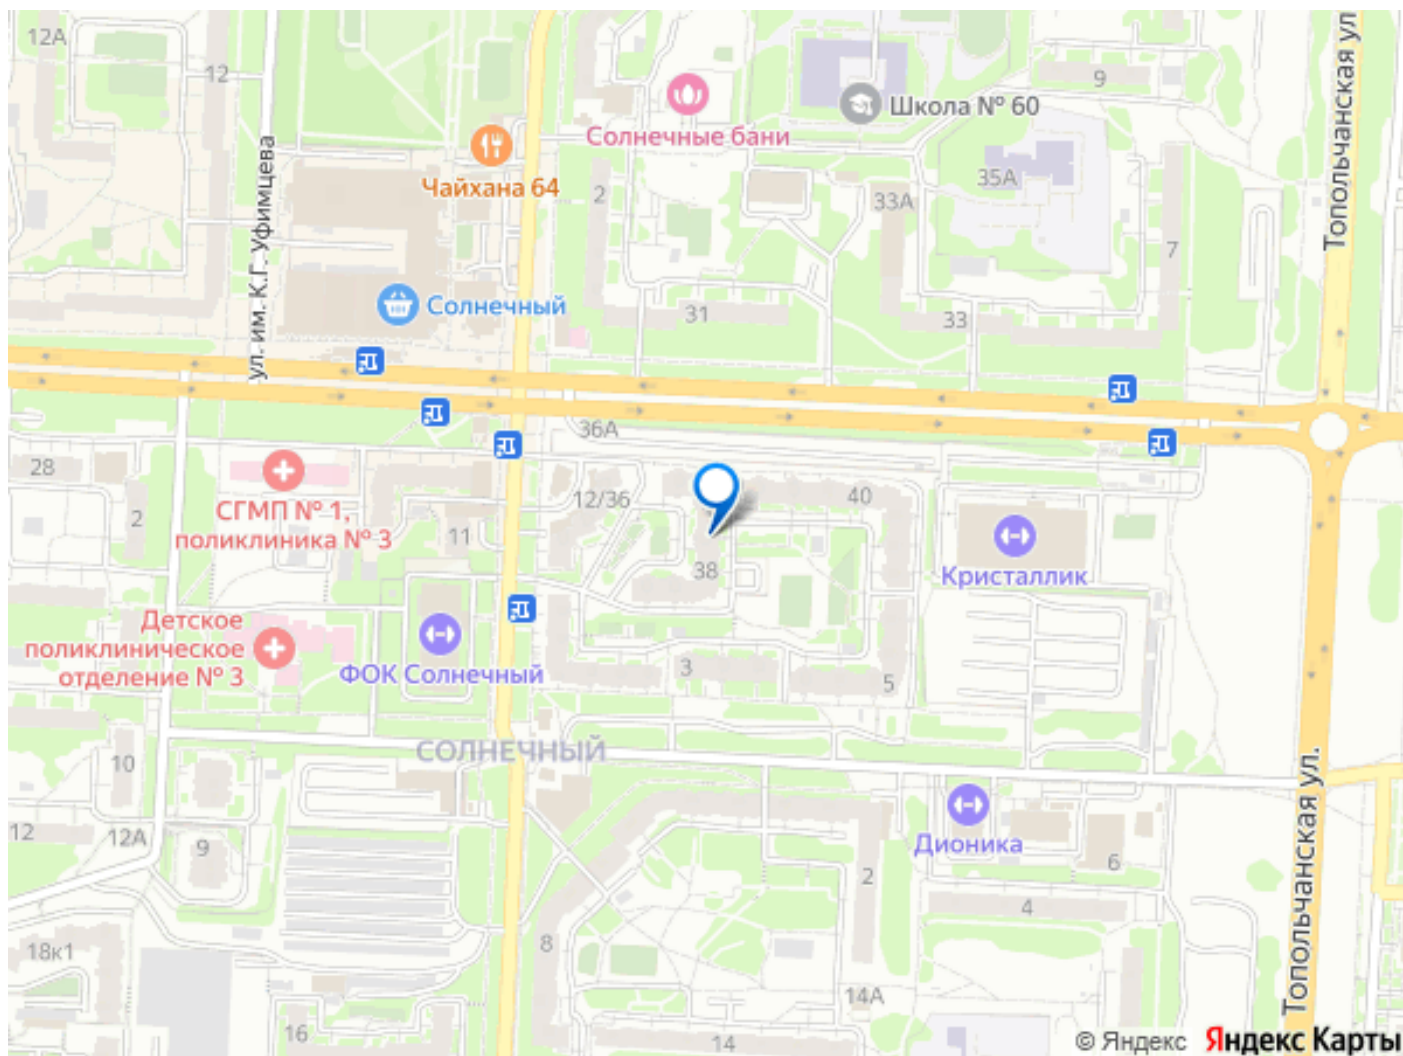 12А
12
9
Топольчанская ул.
Школа № 60
Солнечные бани
ул. им. К.Г. Уфимцева
Чайхана 64
35А
2
33А
7
Солнечный
31
33
36А
28
12/36
40
СГМП № 1,
поликлиника № 3
2
11
38
Кристаллик
Детское
поликлиническое
отделение № 3
ФОК Солнечный
3
5
СОЛНЕЧНЫЙ
10
Топольчанская ул.
12
12А
9
Дионика
6
2
4
8
18к1
14А
16
14
© Яндекс Яндекс Карты